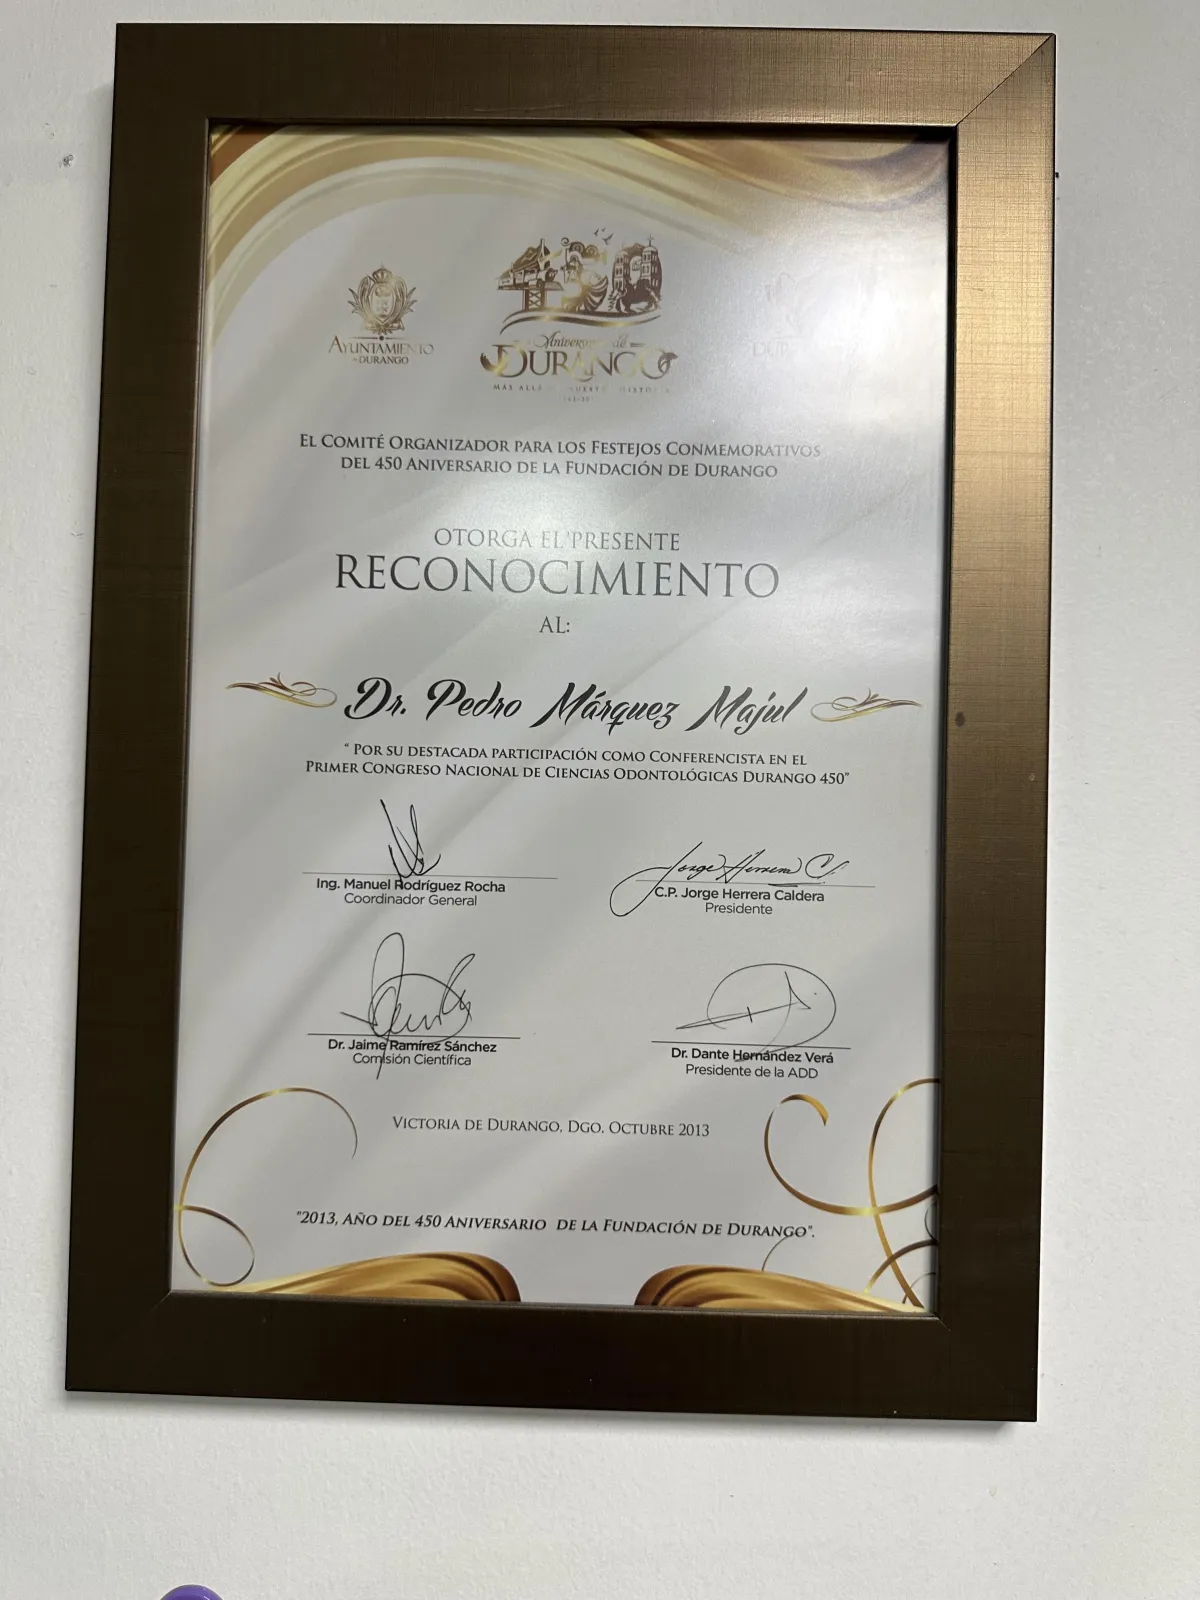 Ayuntamiento
de Durango
Aniversario de
Durango
El Comité Organizador para los Festejos Conmemorativos
del 450 Aniversario de la Fundación de Durango
OTORGA EL PRESENTE
RECONOCIMIENTO
AL:
Dr. Pedro Márquez Majul
“ Por su destacada participación como Conferencista en el
Primer Congreso Nacional de Ciencias Odontológicas Durango 450”
Ing. Manuel Rodríguez Rocha
Coordinador General
C.P. Jorge Herrera Caldera
Presidente
Dr. Jaime Ramírez Sánchez
Comisión Científica
Dr. Dante Hernández Verá
Presidente de la ADD
Victoria de Durango, Dgo. Octubre 2013
"2013, Año del 450 Aniversario de la Fundación de Durango".